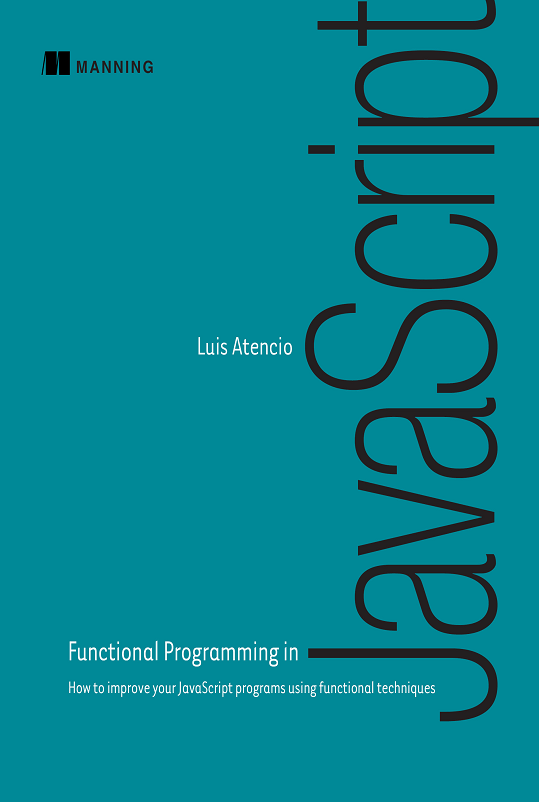 MANNING
Luis Atencio
Functional Programming in
JavaScript
How to improve your JavaScript programs using functional techniques